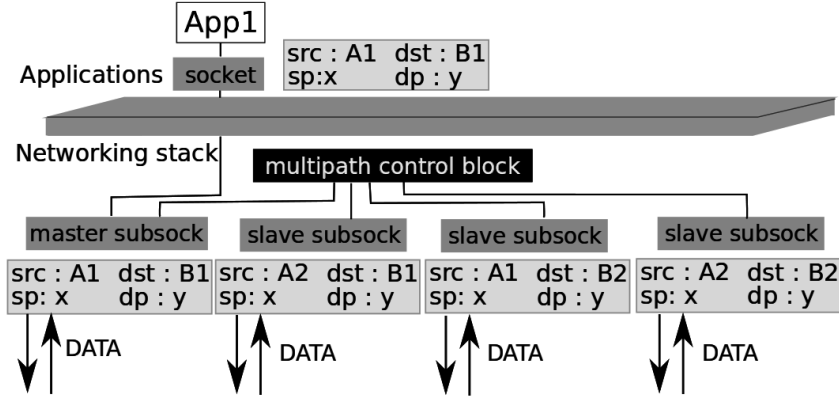 App1
src : A1 dst : B1
Applications socket
sp:x dp : y
Networking stack
multipath control block
master subsock slave subsock slave subsock slave subsock
src : A1 dst : B1 src : A2 dst : B1 src : A1 dst : B2 src : A2 dst : B2
sp: x dp : y sp: x dp : y sp: x dp : y sp: x dp : y
DATA DATA DATA DATA